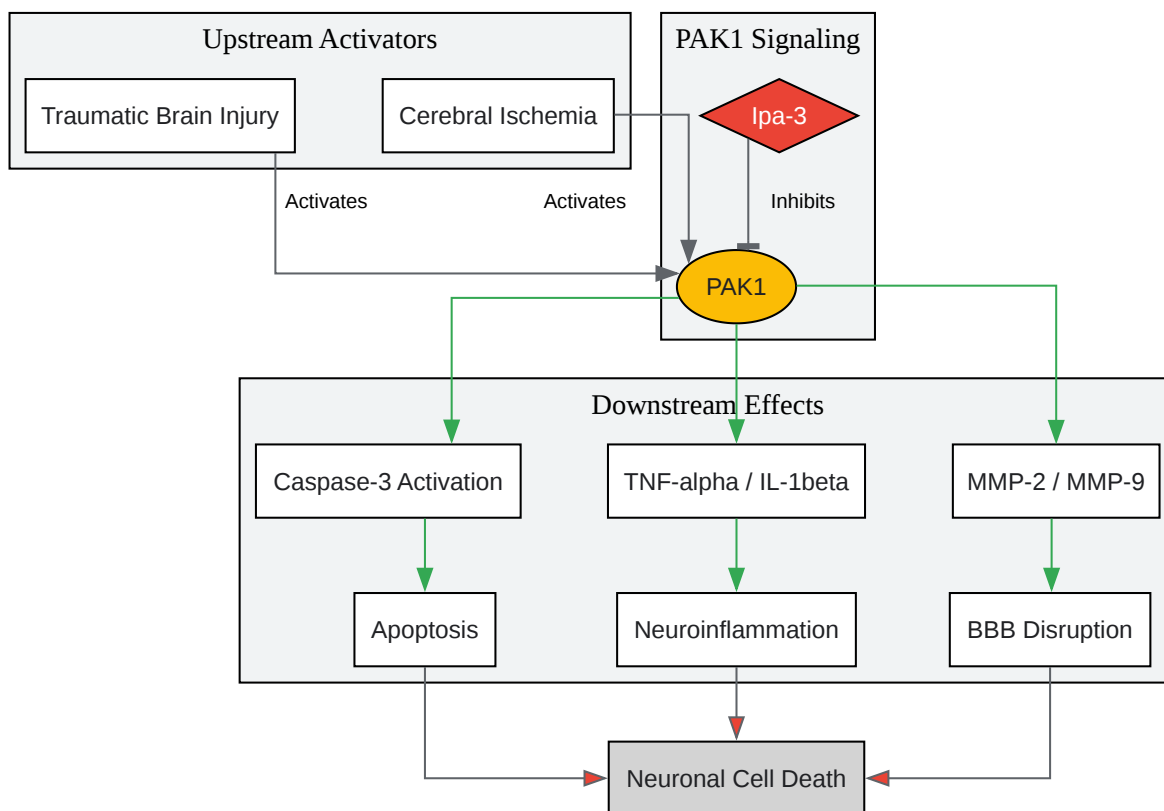 Upstream Activators
PAK1 Signaling
Traumatic Brain Injury
Cerebral Ischemia
Ipa-3
Activates
Activates
Inhibits
PAK1
Downstream Effects
Caspase-3 Activation
TNF-alpha / IL-1beta
MMP-2 / MMP-9
Apoptosis
Neuroinflammation
BBB Disruption
Neuronal Cell Death